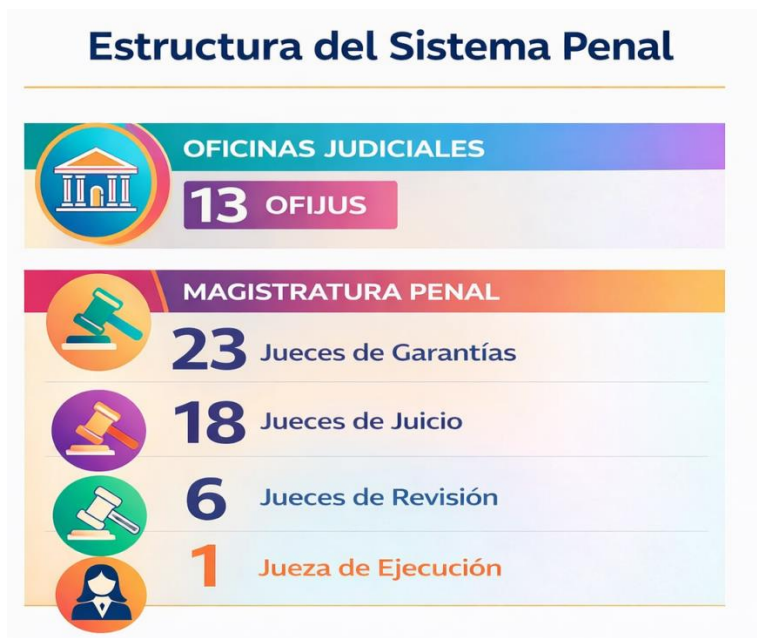 Estructura del Sistema Penal
OFICINAS JUDICIALES
13 OFIJUS
MAGISTRATURA PENAL
23 Jueces de Garantías
18 Jueces de Juicio
6 Jueces de Revisión
1 Jueza de Ejecución